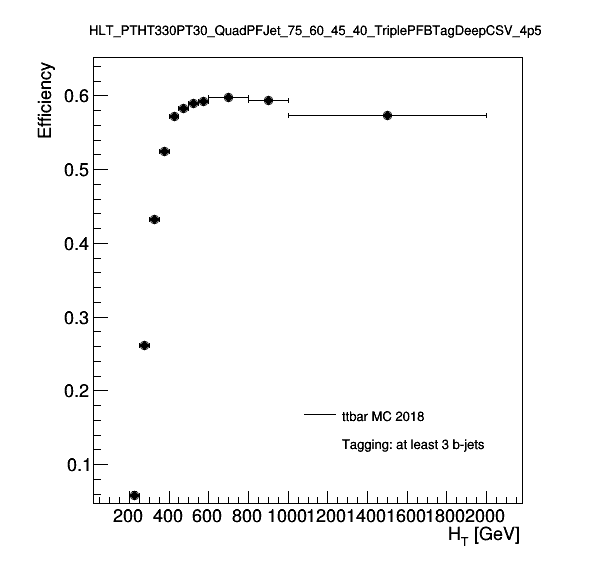 HLT_PTHT330PT30_QuadPFJet_75_60_45_40_TriplePFBTagDeepCSV_4p5
Efficiency
0.6
0.5
0.4
0.3
0.2
0.1
ttbar MC 2018
Tagging: at least 3 b-jets
200 400 600 800 1000 1200 1400 1600 1800 2000
H_T [GeV]